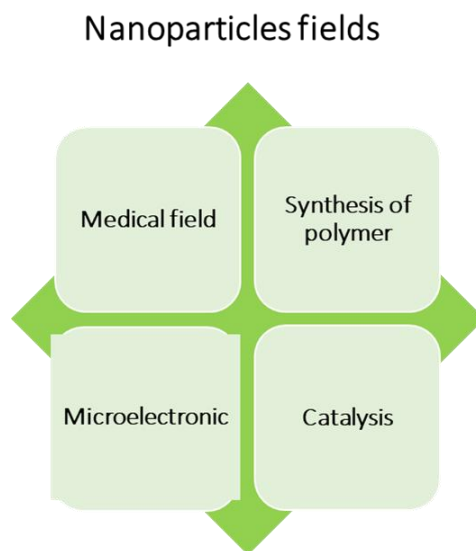 Nanoparticles fields
Medical field
Synthesis of
polymer
Microelectronic
Catalysis